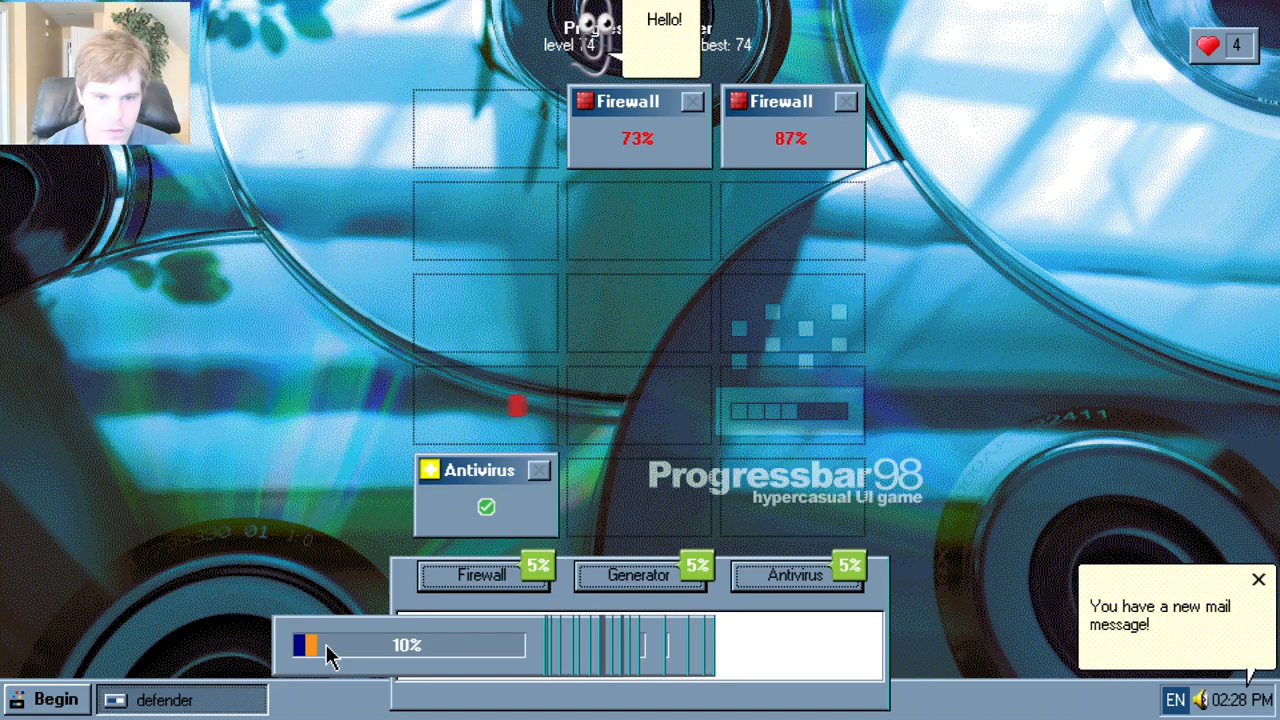 Hello!
level 74
best: 74
4
Firewall
73%
Firewall
87%
Antivirus
Progressbar98
hypercasual UI game
Firewall 5%
Generator 5%
Antivirus 5%
10%
You have a new mail
message!
Begin
defender
EN 02:28 PM